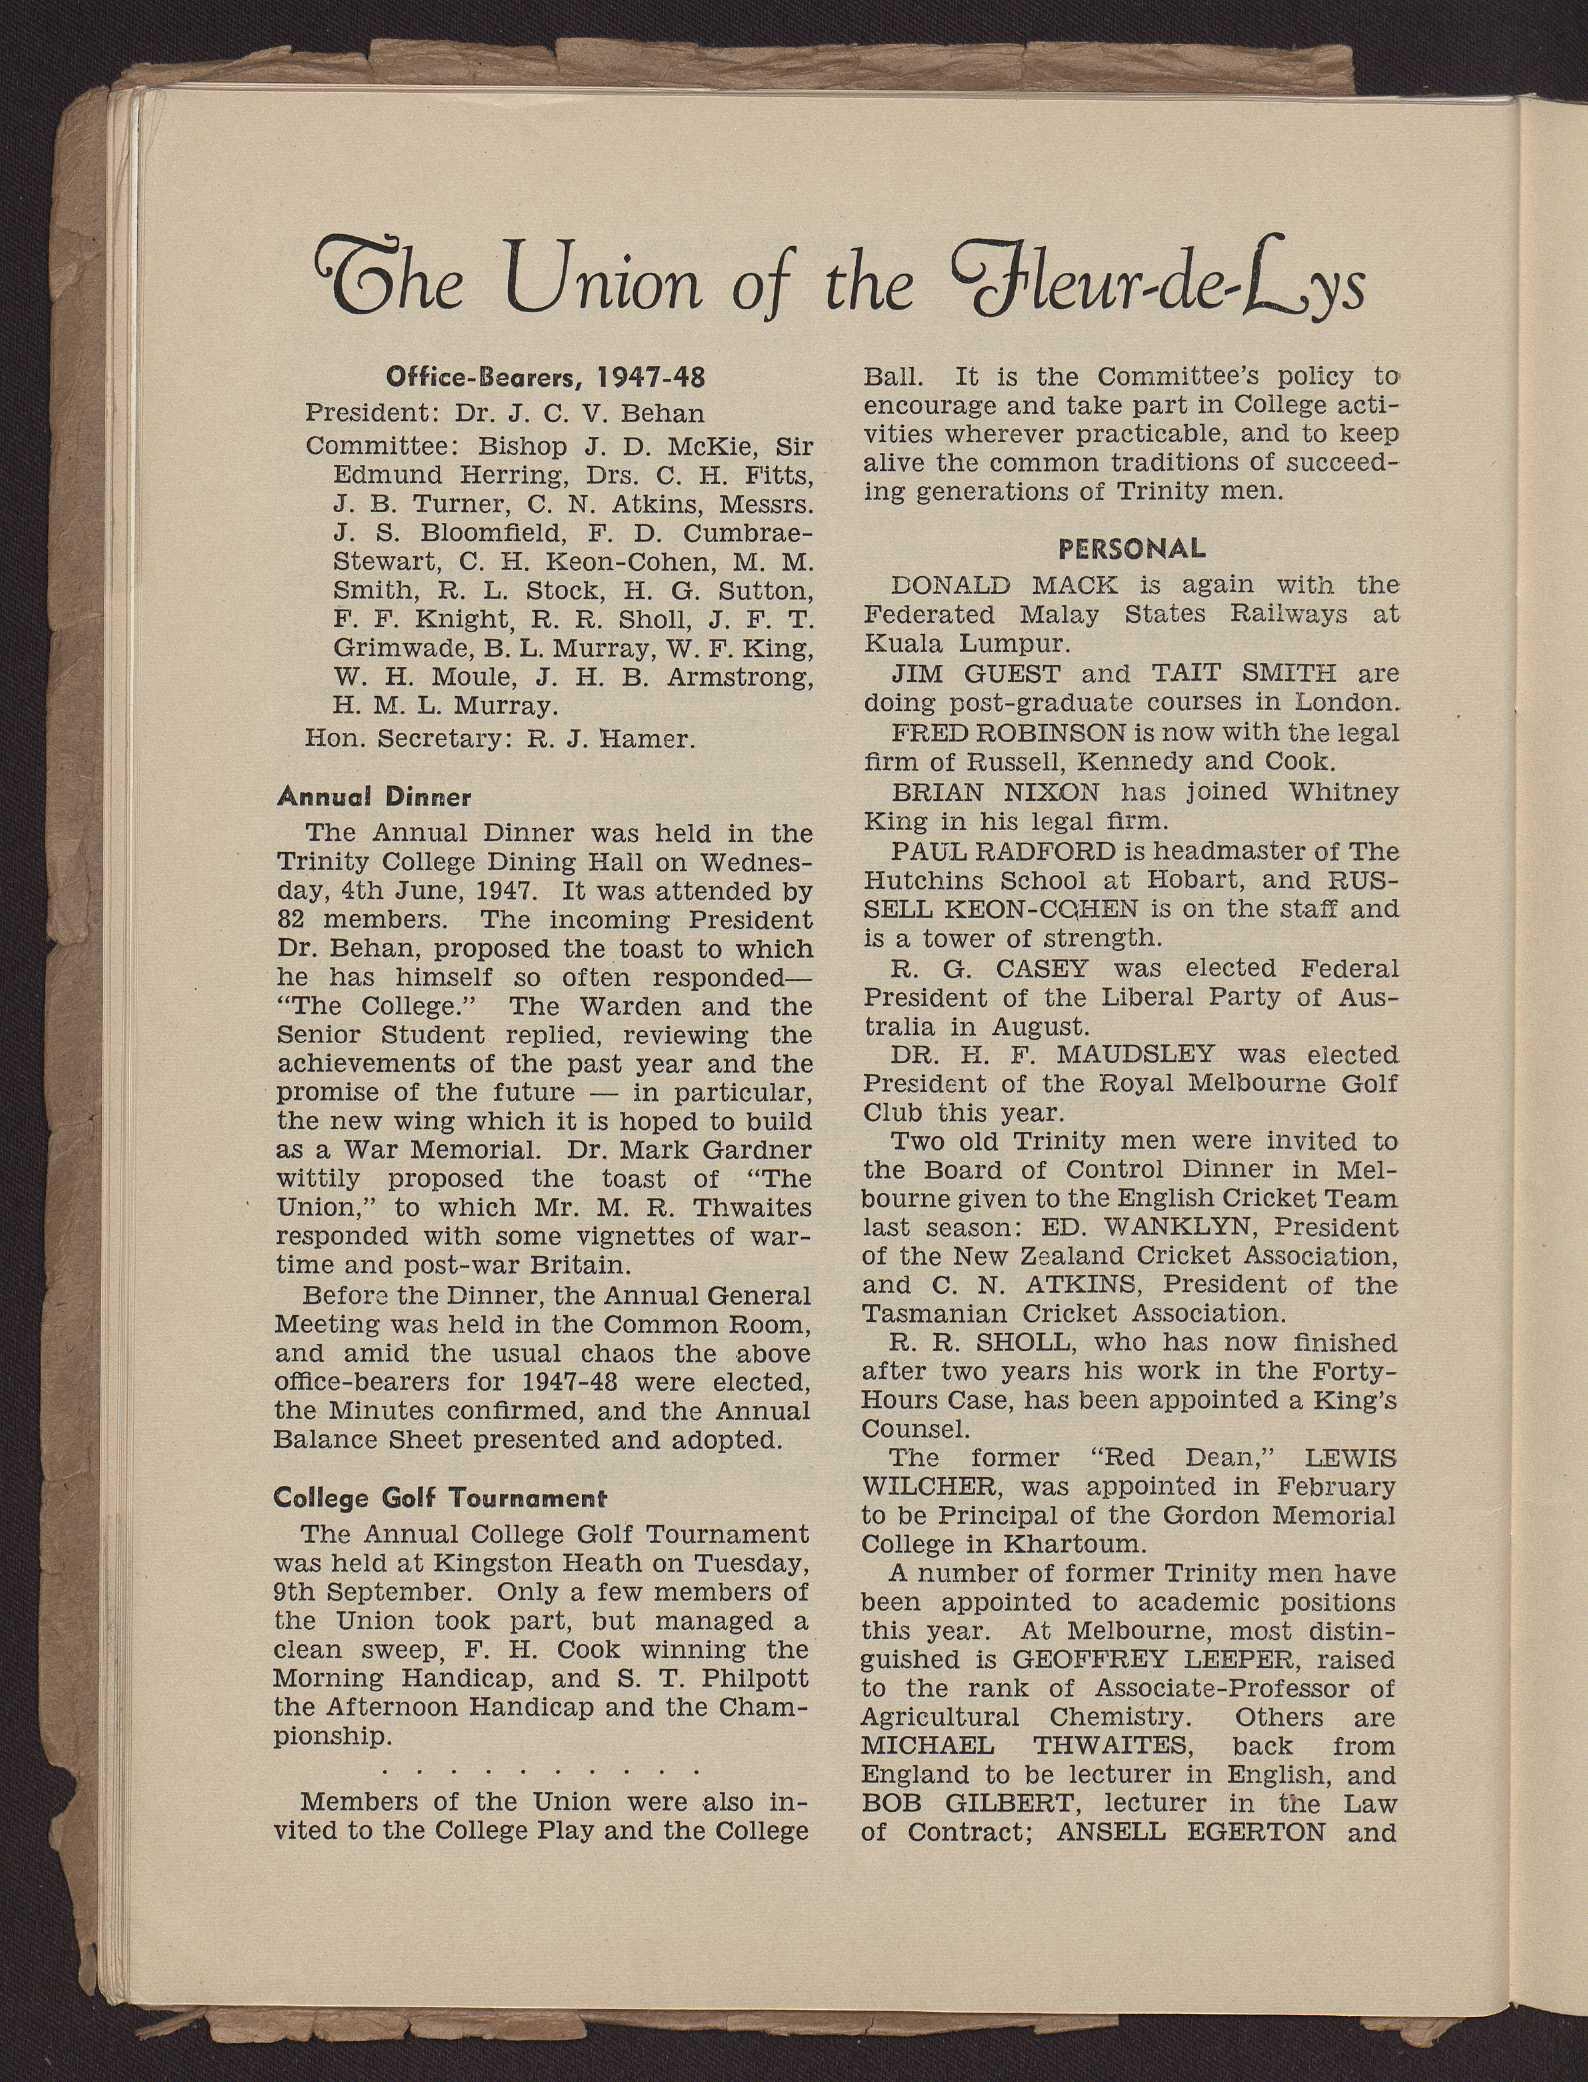 The Union of the Fleur-de-Lys
Office-Bearers, 1947-48
President: Dr. J. C. V. Behan
Committee: Bishop J. D. McKie, Sir
Edmund Herring, Drs. C. H. Fitts,
J. B. Turner, C. N. Atkins, Messrs.
J. S. Bloomfield, F. D. Cumbrae-
Stewart, C. H. Keon-Cohen, M. M.
Smith, R. L. Stock, H. G. Sutton,
F. F. Knight, R. R. Sholl, J. F. T.
Grimwade, B. L. Murray, W. F. King,
W. H. Moule, J. H. B. Armstrong,
H. M. L. Murray.
Hon. Secretary: R. J. Hamer.
Annual Dinner
The Annual Dinner was held in the
Trinity College Dining Hall on Wednes-
day, 4th June, 1947. It was attended by
82 members. The incoming President
Dr. Behan, proposed the toast to which
he has himself so often responded—
“The College.” The Warden and the
Senior Student replied, reviewing the
achievements of the past year and the
promise of the future — in particular,
the new wing which it is hoped to build
as a War Memorial. Dr. Mark Gardner
wittily proposed the toast of “The
Union,” to which Mr. M. R. Thwaites
responded with some vignettes of war-
time and post-war Britain.
Before the Dinner, the Annual General
Meeting was held in the Common Room,
and amid the usual chaos the above
office-bearers for 1947-48 were elected,
the Minutes confirmed, and the Annual
Balance Sheet presented and adopted.
College Golf Tournament
The Annual College Golf Tournament
was held at Kingston Heath on Tuesday,
9th September. Only a few members of
the Union took part, but managed a
clean sweep, F. H. Cook winning the
Morning Handicap, and S. T. Philpott
the Afternoon Handicap and the Cham-
pionship.
. . . . . . . . . .
Members of the Union were also in-
vited to the College Play and the College
Ball. It is the Committee’s policy to
encourage and take part in College acti-
vities wherever practicable, and to keep
alive the common traditions of succeed-
ing generations of Trinity men.
PERSONAL
DONALD MACK is again with the
Federated Malay States Railways at
Kuala Lumpur.
JIM GUEST and TAIT SMITH are
doing post-graduate courses in London.
FRED ROBINSON is now with the legal
firm of Russell, Kennedy and Cook.
BRIAN NIXON has joined Whitney
King in his legal firm.
PAUL RADFORD is headmaster of The
Hutchins School at Hobart, and RUS-
SELL KEON-COHEN is on the staff and
is a tower of strength.
R. G. CASEY was elected Federal
President of the Liberal Party of Aus-
tralia in August.
DR. H. F. MAUDSLEY was elected
President of the Royal Melbourne Golf
Club this year.
Two old Trinity men were invited to
the Board of Control Dinner in Mel-
bourne given to the English Cricket Team
last season: ED. WANKLYN, President
of the New Zealand Cricket Association,
and C. N. ATKINS, President of the
Tasmanian Cricket Association.
R. R. SHOLL, who has now finished
after two years his work in the Forty-
Hours Case, has been appointed a King’s
Counsel.
The former “Red Dean,” LEWIS
WILCHER, was appointed in February
to be Principal of the Gordon Memorial
College in Khartoum.
A number of former Trinity men have
been appointed to academic positions
this year. At Melbourne, most distin-
guished is GEOFFREY LEEPER, raised
to the rank of Associate-Professor of
Agricultural Chemistry. Others are
MICHAEL THWAITES, back from
England to be lecturer in English, and
BOB GILBERT, lecturer in the Law
of Contract; ANSELL EGERTON and